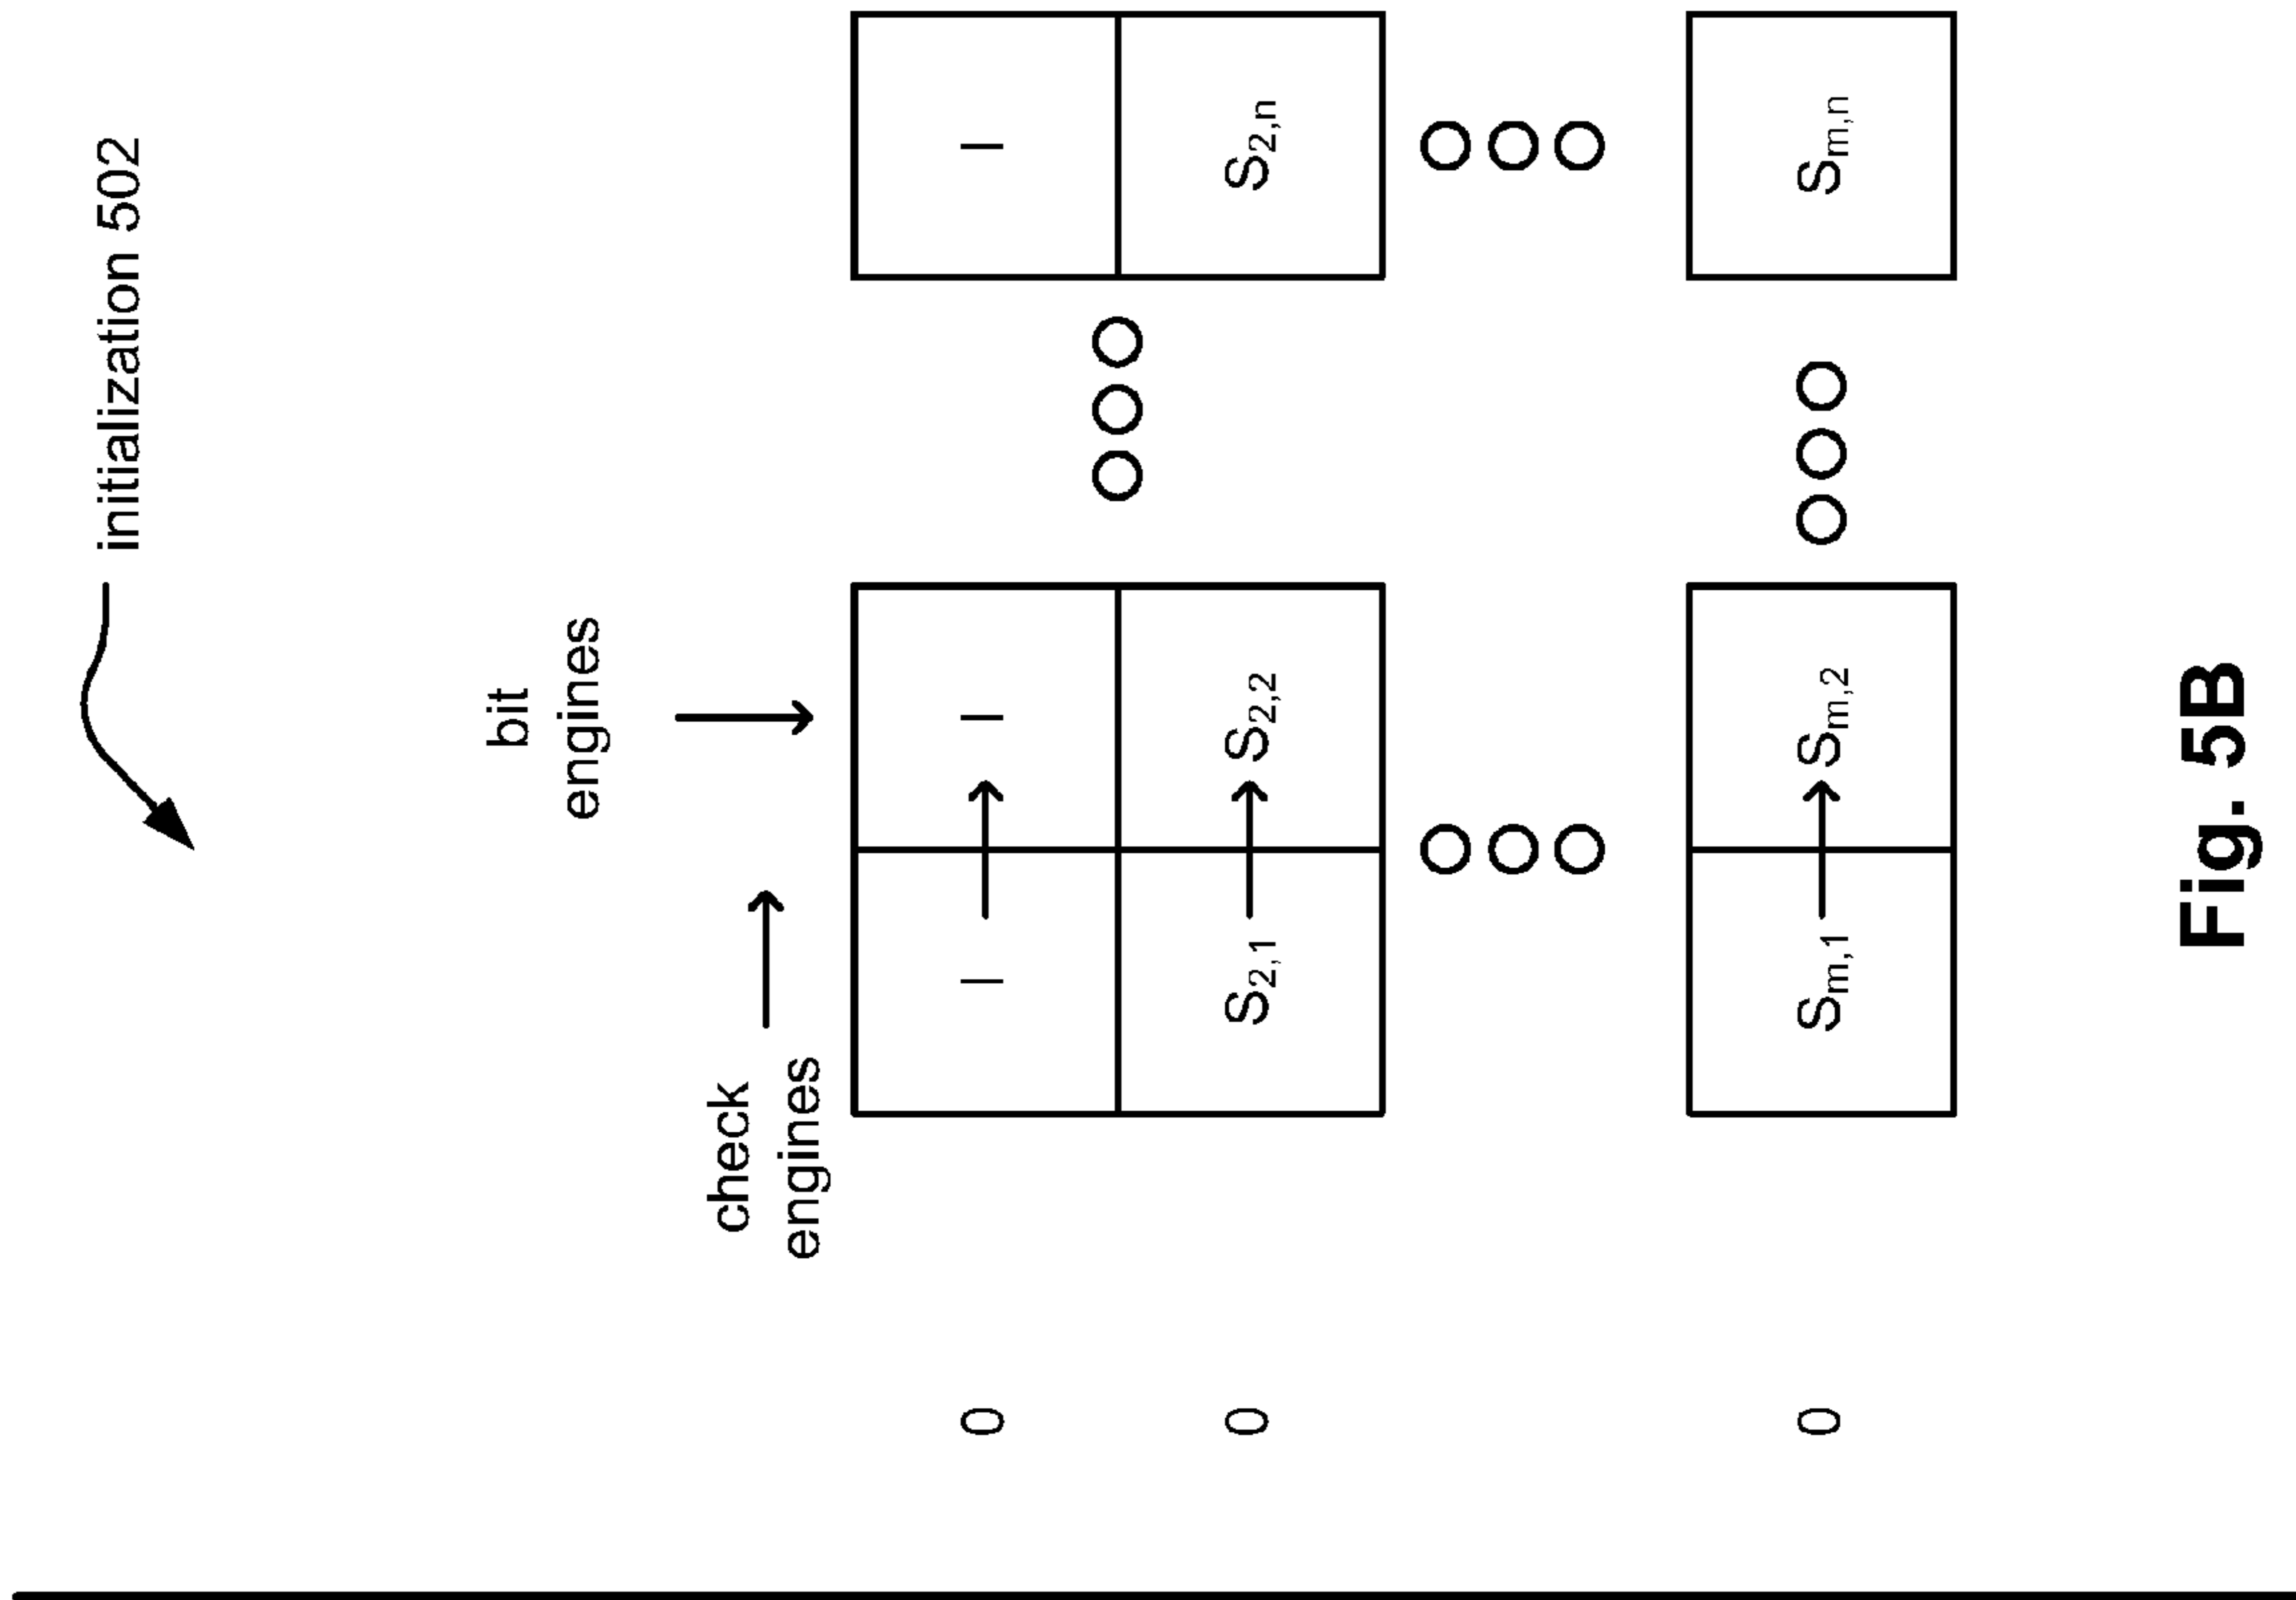 initialization 502
bit
engines
check
engines
0 I I I
0 S2,1 S2,2 S2,n
0 Sm,1 Sm,2 Sm,n
Fig. 5B